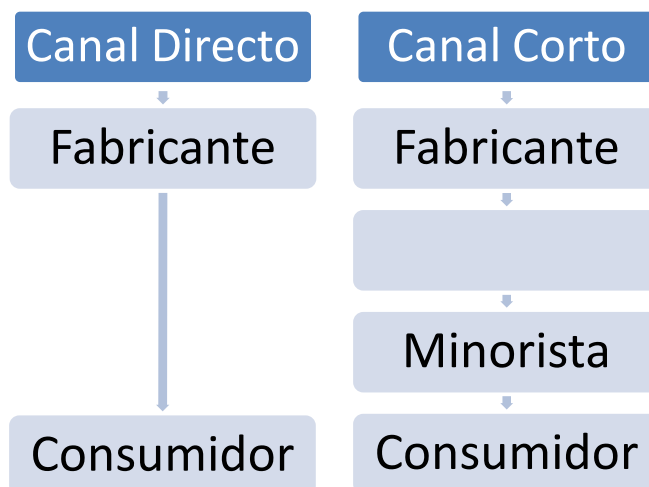 Canal Directo
Fabricante
Consumidor
Canal Corto
Fabricante
Minorista
Consumidor